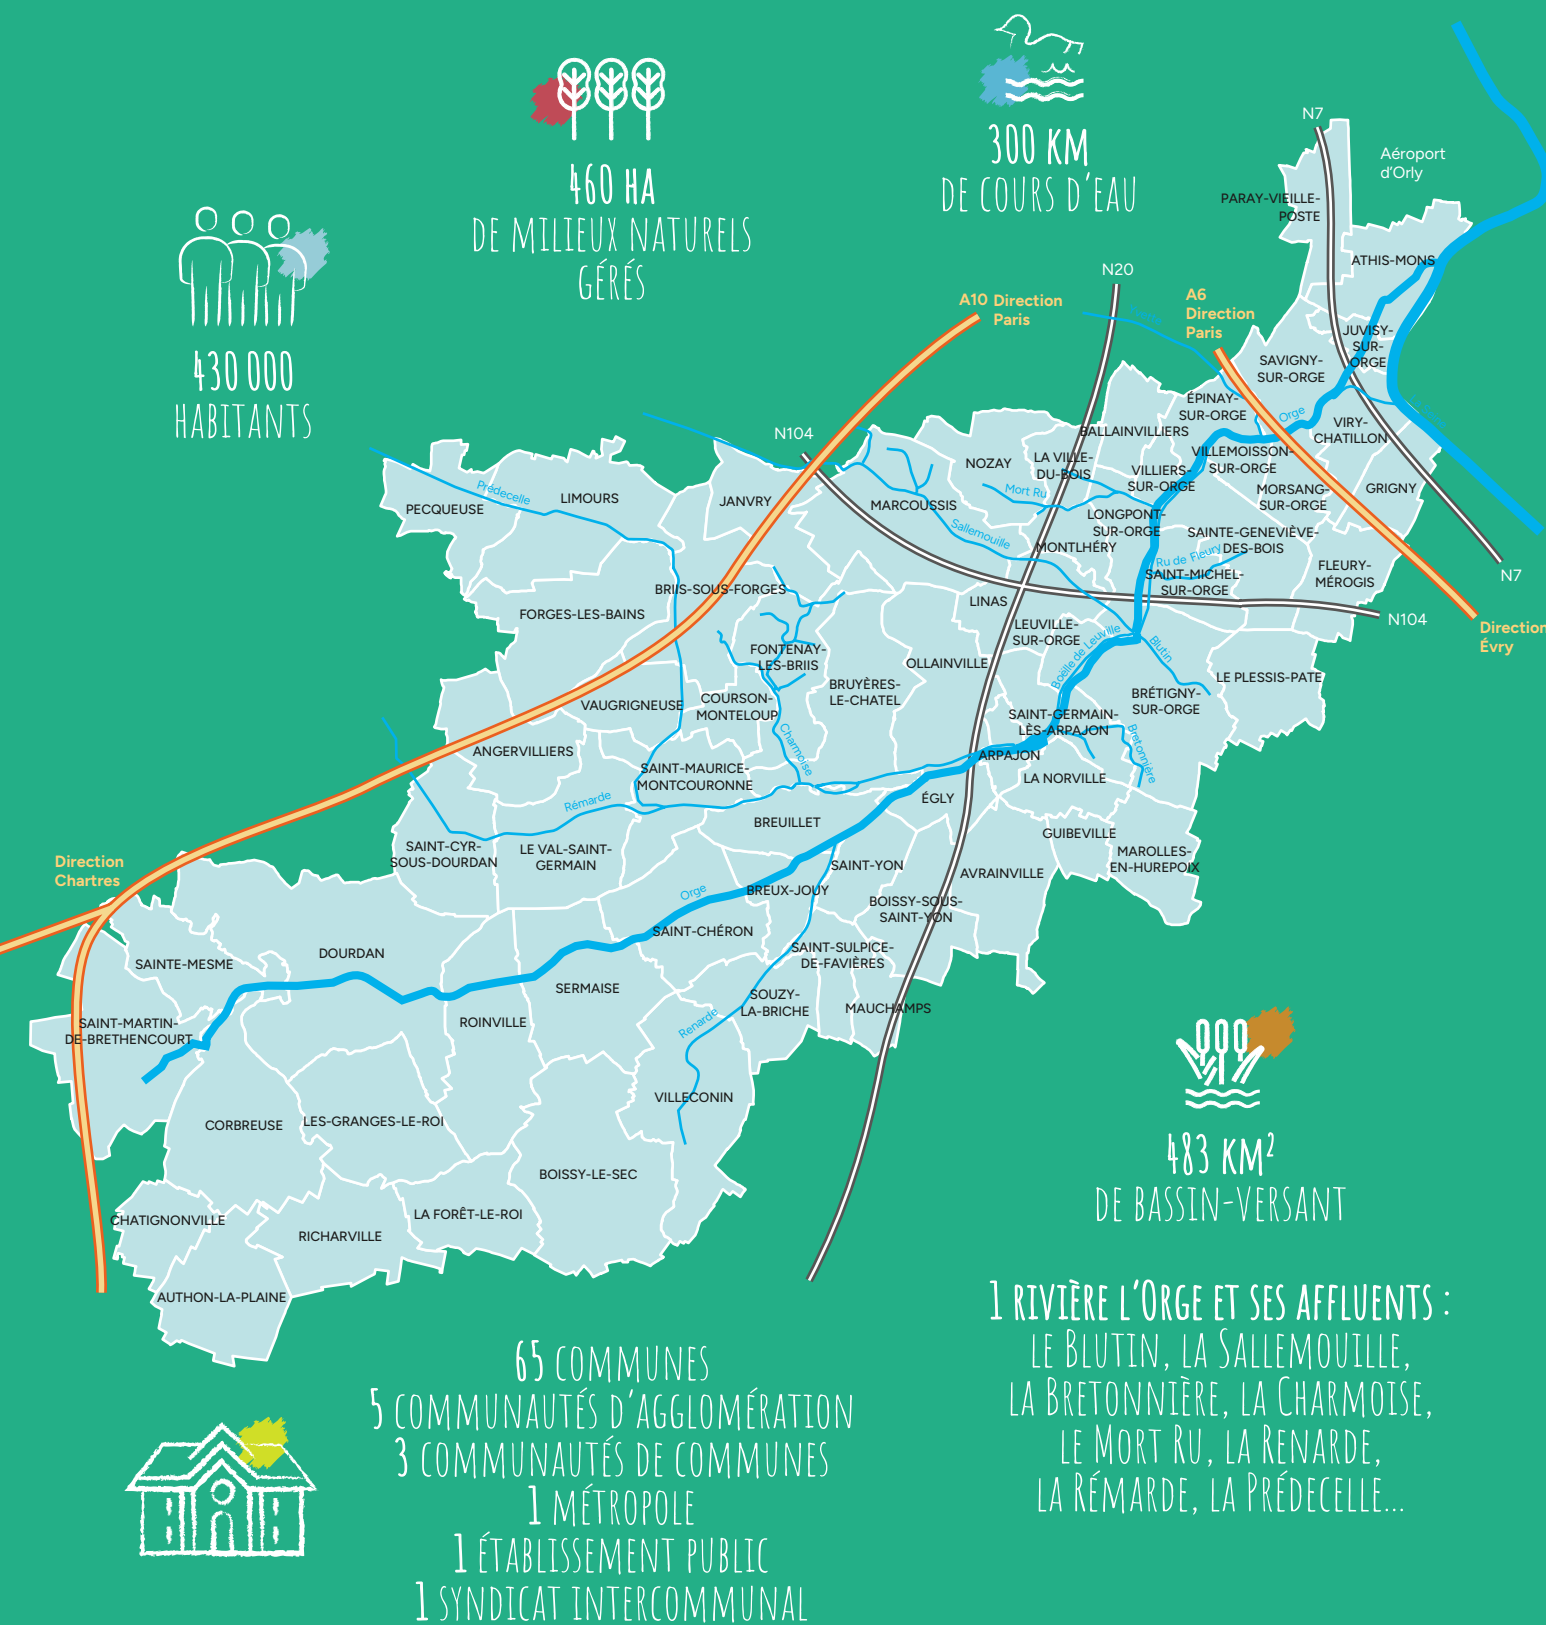 460 HA
DE MILIEUX NATURELS
GÉRÉS
300 KM
DE COURS D'EAU
430 000
HABITANTS
N7
Aéroport
d'Orly
PARAY-VIEILLE-
POSTE
ATHIS-MONS
N20
A10 Direction
Paris
A6
Direction
Paris
JUVISY-
SUR-
ORGE
SAVIGNY-
SUR-ORGE
ÉPINAY-
SUR-ORGE
Orge
VIRY-
CHATILLON
BALLAINVILLIERS
N104
VILLEMOISSON-
SUR-ORGE
NOZAY
LA VILLE-
DU-BOIS
VILLIERS-
SUR-ORGE
MORSANG-
SUR-ORGE
GRIGNY
Prédecelle
PECQUEUSE
LIMOURS
JANVRY
MARCOUSSIS
Mort Ru
Sallemouille
LONGPONT-
SUR-ORGE
MONTLHÉRY
SAINTE-GENEVIÈVE-
DES-BOIS
Ru de Fleury
SAINT-MICHEL-
SUR-ORGE
FLEURY-
MÉROGIS
N7
BRIIS-SOUS-FORGES
FORGES-LES-BAINS
LINAS
N104
Direction
Évry
LEUVILLE-
SUR-ORGE
Boëlle de Leuville
Blutin
FONTENAY-
LES-BRIIS
OLLAINVILLE
LE PLESSIS-PATE
BRUYÈRES-
LE-CHATEL
BRÉTIGNY-
SUR-ORGE
VAUGRIGNEUSE
COURSON-
MONTELOUP
SAINT-GERMAIN-
LÈS-ARPAJON
Charmoise
Bretonnière
ANGERVILLIERS
ARPAJON
SAINT-MAURICE-
MONTCOURONNE
LA NORVILLE
Rémarde
ÉGLY
BREUILLET
GUIBEVILLE
SAINT-CYR-
SOUS-DOURDAN
LE VAL-SAINT-
GERMAIN
MAROLLES-
EN-HUREPOIX
Direction
Chartres
SAINT-YON
AVRAINVILLE
Orge
BREUX-JOUY
BOISSY-SOUS-
SAINT-YON
SAINT-CHÉRON
SAINTE-MESME
DOURDAN
SAINT-SULPICE-
DE-FAVIÈRES
SERMAISE
SOUZY-
LA-BRICHE
MAUCHAMPS
SAINT-MARTIN-
DE-BRETHENCOURT
ROINVILLE
Renarde
VILLECONIN
CORBREUSE
LES-GRANGES-LE-ROI
BOISSY-LE-SEC
CHATIGNONVILLE
LA FORÊT-LE-ROI
RICHARVILLE
AUTHON-LA-PLAINE
483 KM²
DE BASSIN-VERSANT
1 RIVIÈRE L'ORGE ET SES AFFLUENTS :
LE BLUTIN, LA SALLEMOUILLE,
LA BRETONNIÈRE, LA CHARMOISE,
LE MORT RU, LA RENARDE,
LA RÉMARDE, LA PRÉDECELLE...
65 COMMUNES
5 COMMUNAUTÉS D'AGGLOMÉRATION
3 COMMUNAUTÉS DE COMMUNES
1 MÉTROPOLE
1 ÉTABLISSEMENT PUBLIC
1 SYNDICAT INTERCOMMUNAL